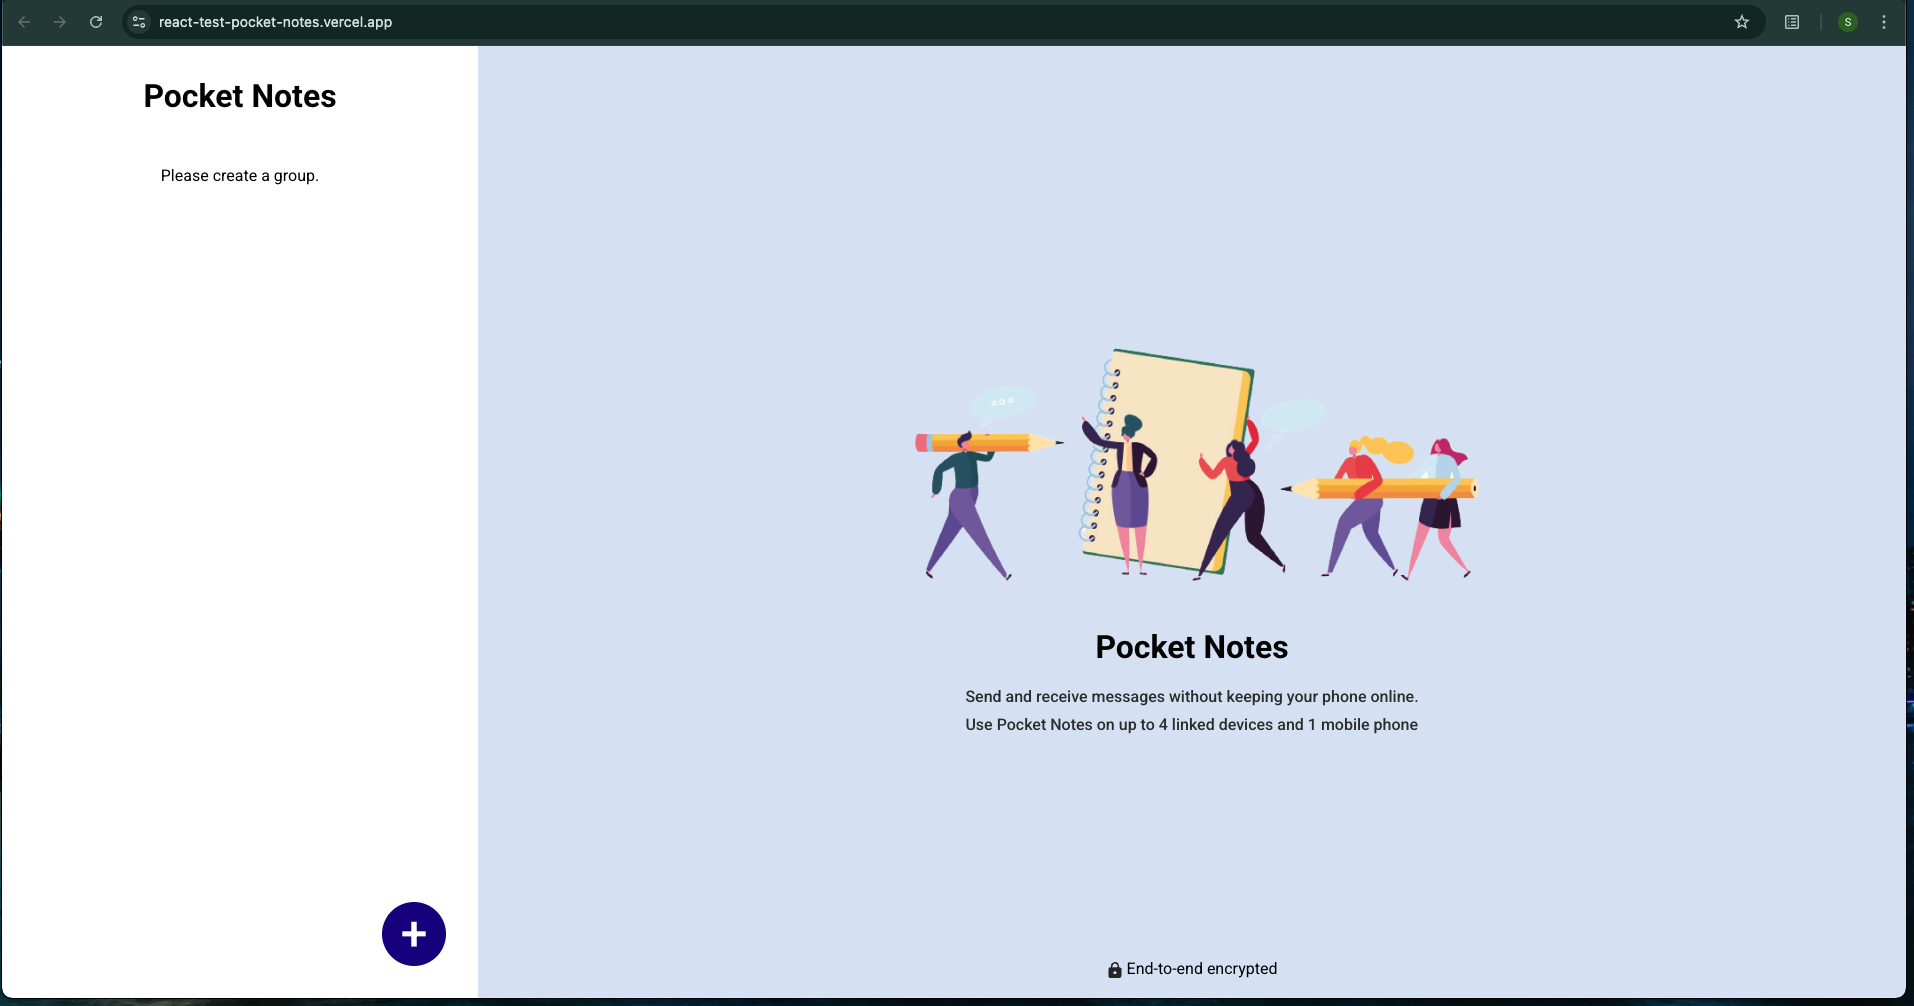 react-test-pocket-notes.vercel.app
S
Pocket Notes
Please create a group.
Pocket Notes
Send and receive messages without keeping your phone online.
Use Pocket Notes on up to 4 linked devices and 1 mobile phone
End-to-end encrypted